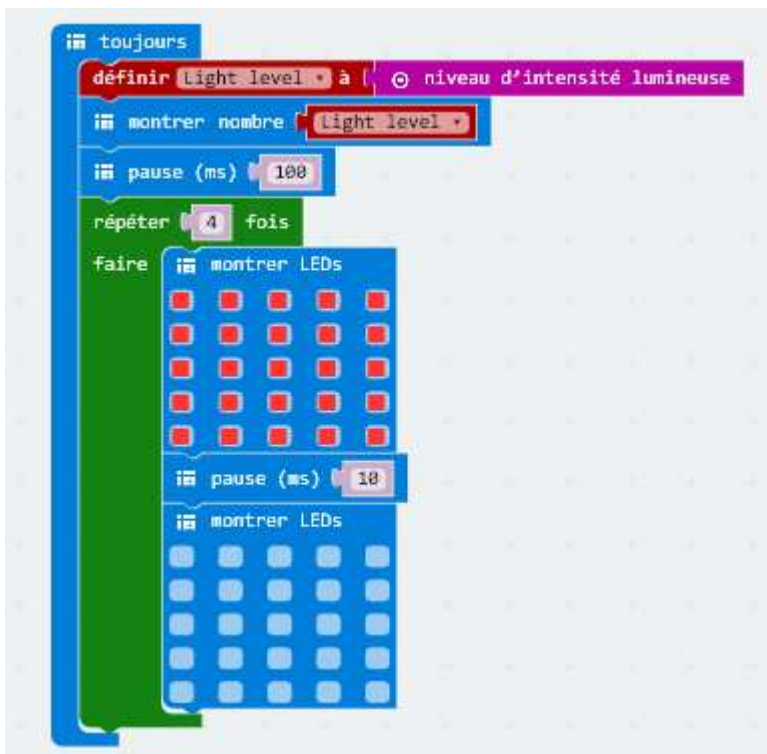 toujours
définir Light level à niveau d'intensité lumineuse
montrer nombre Light level
pause (ms) 100
répéter 4 fois
faire montrer LEDs
pause (ms) 10
montrer LEDs